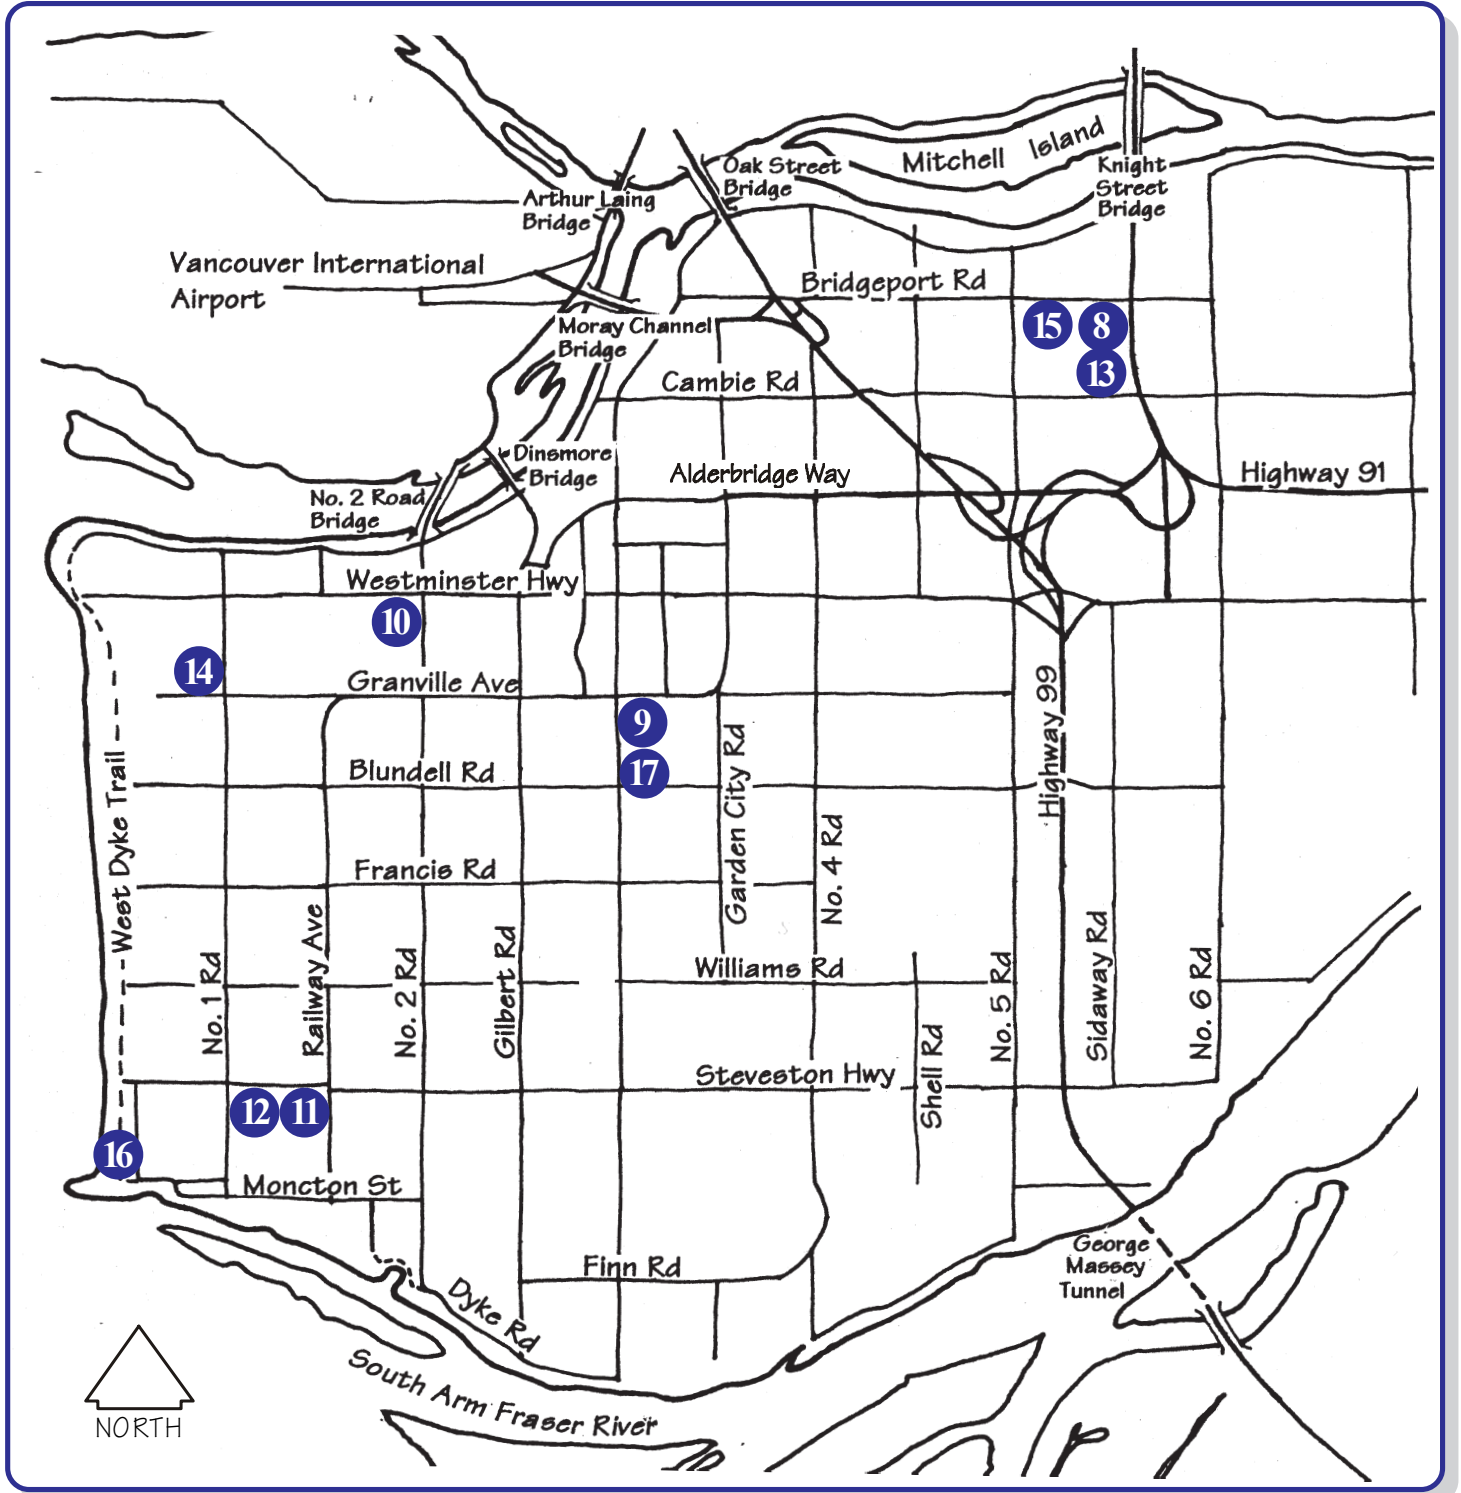 Mitchell Island
Oak Street
Bridge
Knight
Street
Bridge
Arthur Laing
Bridge
Vancouver International
Airport
Bridgeport Rd
Moray Channel
Bridge
15
8
13
Cambie Rd
Dinsmore
Bridge
Alderbridge Way
Highway 91
No. 2 Road
Bridge
Westminster Hwy
10
14
Granville Ave
Highway 99
9
17
Blundell Rd
Garden City Rd
West Dyke Trail
No. 4 Rd
Francis Rd
No. 1 Rd
Railway Ave
No. 2 Rd
Gilbert Rd
Williams Rd
No. 5 Rd
Sidaway Rd
No. 6 Rd
Shell Rd
Steveston Hwy
12
11
16
Moncton St
George
Massey
Tunnel
Finn Rd
Dyke Rd
South Arm Fraser River
NORTH